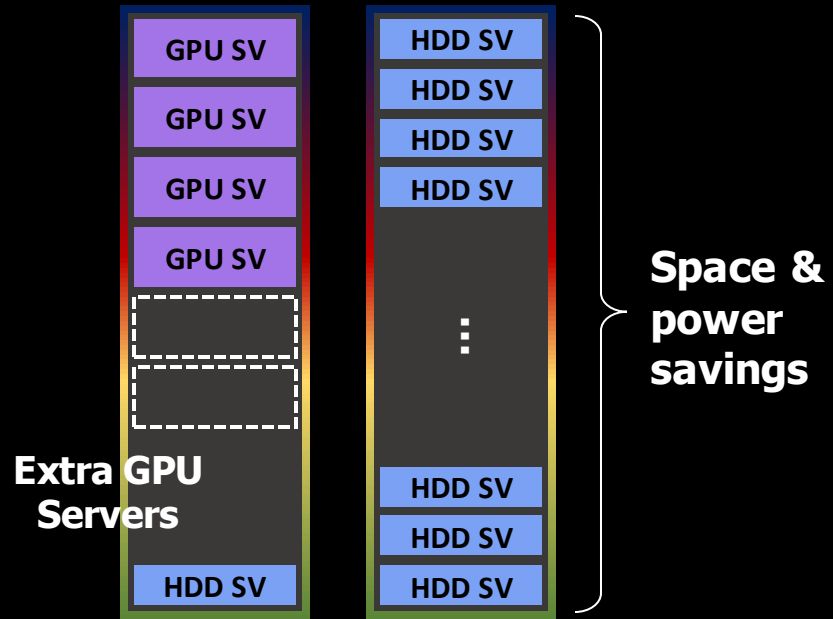 GPU SV
GPU SV
GPU SV
GPU SV
Extra GPU
Servers
HDD SV
HDD SV
HDD SV
HDD SV
HDD SV
...
HDD SV
HDD SV
HDD SV
Space &
power
savings